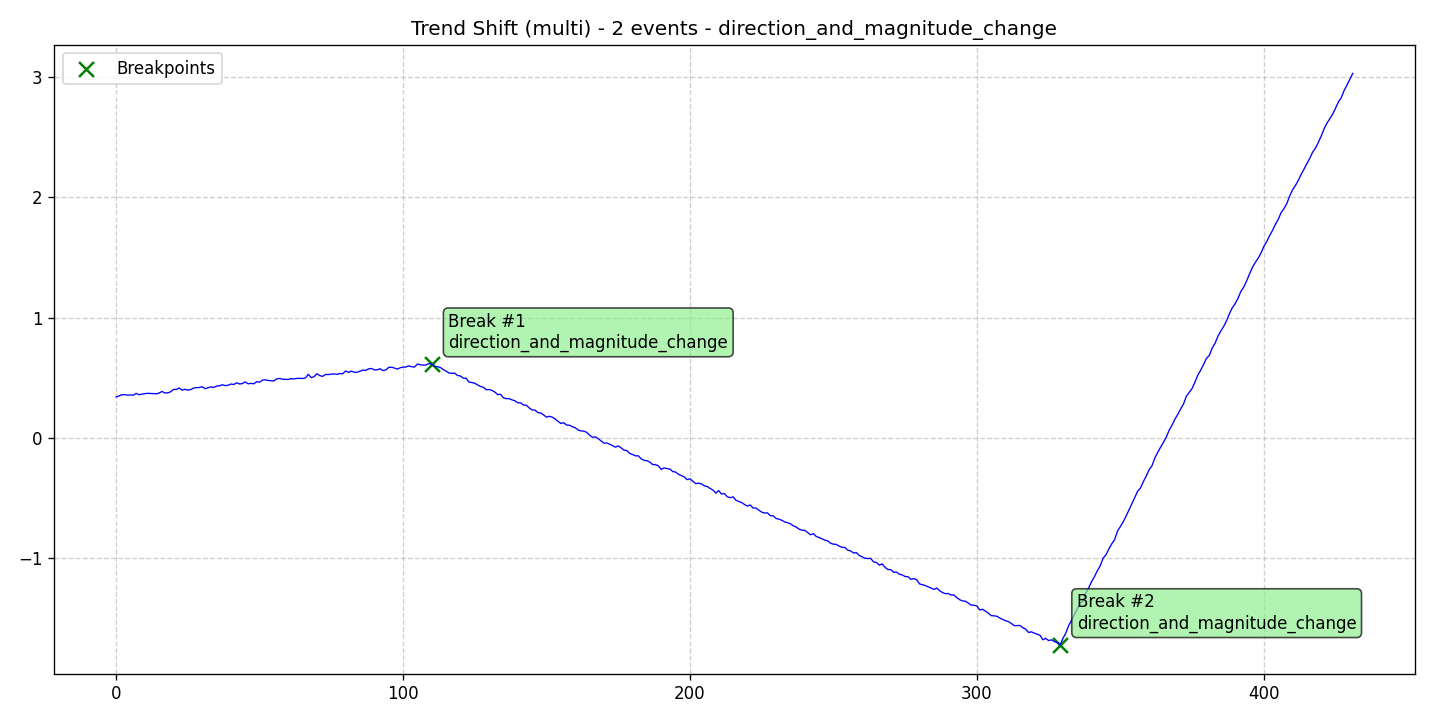 Trend Shift (multi) - 2 events - direction_and_magnitude_change
Breakpoints
3
2
1
0
−1
Break #1
direction_and_magnitude_change
Break #2
direction_and_magnitude_change
0
100
200
300
400